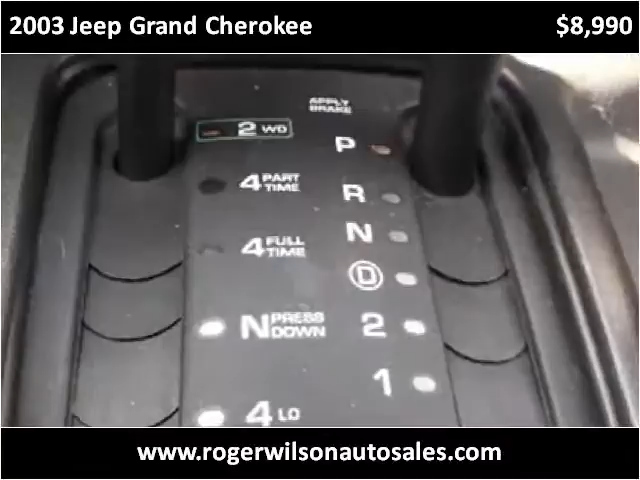 2003 Jeep Grand Cherokee $8,990
APPLY
BRAKE
2 WD
P
4 PART
TIME
R
4 FULL
TIME
N
D
N PRESS
DOWN
2
1
4 LO
www.rogerwilsonautosales.com